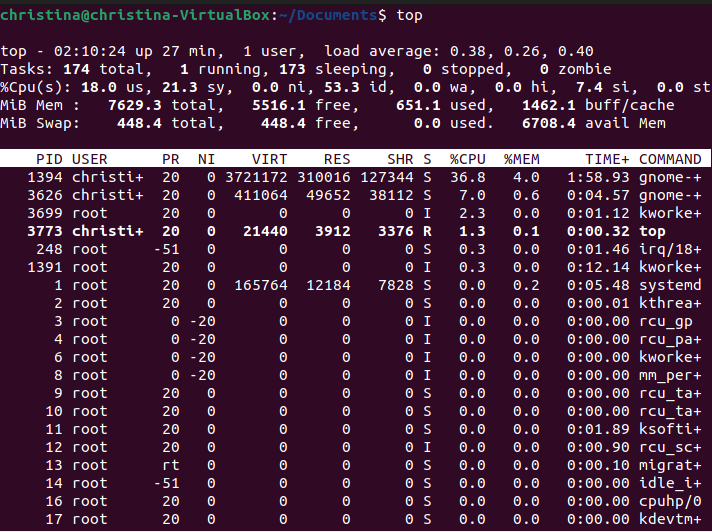 christina@christina-VirtualBox:~/Documents$ top
top - 02:10:24 up 27 min,  1 user,  load average: 0.38, 0.26, 0.40
Tasks: 174 total,   1 running, 173 sleeping,   0 stopped,   0 zombie
%Cpu(s): 18.0 us, 21.3 sy,  0.0 ni, 53.3 id,  0.0 wa,  0.0 hi,  7.4 si,  0.0 st
MiB Mem :   7629.3 total,   5516.1 free,    651.1 used,   1462.1 buff/cache
MiB Swap:    448.4 total,    448.4 free,      0.0 used.   6708.4 avail Mem
PID USER      PR  NI    VIRT    RES    SHR S  %CPU  %MEM     TIME+ COMMAND
1394 christi+  20   0 3721172 310016 127344 S  36.8   4.0   1:58.93 gnome-+
3626 christi+  20   0  411064  49652  38112 S   7.0   0.6   0:04.57 gnome-+
3699 root      20   0       0      0      0 I   2.3   0.0   0:01.12 kworke+
3773 christi+  20   0   21440   3912   3376 R   1.3   0.1   0:00.32 top
248 root     -51   0       0      0      0 S   0.3   0.0   0:01.46 irq/18+
1391 root      20   0       0      0      0 I   0.3   0.0   0:12.14 kworke+
1 root      20   0  165764  12184   7828 S   0.0   0.2   0:05.48 systemd
2 root      20   0       0      0      0 S   0.0   0.0   0:00.01 kthrea+
3 root       0 -20       0      0      0 I   0.0   0.0   0:00.00 rcu_gp
4 root       0 -20       0      0      0 I   0.0   0.0   0:00.00 rcu_pa+
6 root       0 -20       0      0      0 I   0.0   0.0   0:00.00 kworke+
8 root       0 -20       0      0      0 I   0.0   0.0   0:00.00 mm_per+
9 root      20   0       0      0      0 S   0.0   0.0   0:00.00 rcu_ta+
10 root      20   0       0      0      0 S   0.0   0.0   0:00.00 rcu_ta+
11 root      20   0       0      0      0 S   0.0   0.0   0:01.89 ksofti+
12 root      20   0       0      0      0 I   0.0   0.0   0:00.90 rcu_sc+
13 root      rt   0       0      0      0 S   0.0   0.0   0:00.10 migrat+
14 root     -51   0       0      0      0 S   0.0   0.0   0:00.00 idle_i+
16 root      20   0       0      0      0 S   0.0   0.0   0:00.00 cpuhp/0
17 root      20   0       0      0      0 S   0.0   0.0   0:00.00 kdevtm+